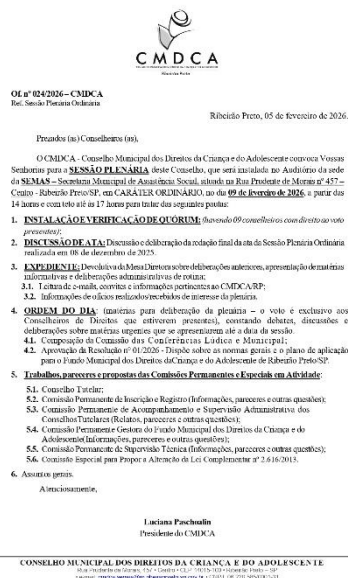 CMDCA
Ribeirão Preto
Of. nº 024/2026 – CMDCA
Ref. Sessão Plenária Ordinária
Ribeirão Preto, 05 de fevereiro de 2026.
Prezados (as) Conselheiros (as),
O CMDCA - Conselho Municipal dos Direitos da Criança e do Adolescente convoca Vossas
Senhorias para a SESSÃO PLENÁRIA deste Conselho, que será instalada no Auditório da sede
da SEMAS – Secretaria Municipal de Assistência Social, situada na Rua Prudente de Morais nº 457 –
Centro - Ribeirão Preto/SP, em CARÁTER ORDINÁRIO, no dia 09 de fevereiro de 2026, a partir das
14 horas e com teto até às 17 horas para tratar das seguintes pautas:
1. INSTALAÇÃO E VERIFICAÇÃO DE QUÓRUM: (havendo 09 conselheiros com direito ao voto
presentes);
2. DISCUSSÃO DE ATA: Discussão e deliberação da redação final da ata da Sessão Plenária Ordinária
realizada em 08 de dezembro de 2025.
3. EXPEDIENTE: Devolutiva da Mesa Diretora sobre deliberações anteriores, apresentação de matérias
informativas e deliberações administrativas de rotina:
3.1. Leitura de e-mails, convites e informações pertinentes ao CMDCA/RP;
3.2. Informações de ofícios realizados/recebidos de interesse da plenária.
4. ORDEM DO DIA: (matérias para deliberação da plenária – o voto é exclusivo aos
Conselheiros de Direitos que estiverem presentes), constando debates, discussões e
deliberações sobre matérias urgentes que se apresentarem até a data da sessão.
4.1. Composição da Comissão das Conferências Lúdica e Municipal;
4.2. Aprovação da Resolução nº 01/2026 - Dispõe sobre as normas gerais e o plano de aplicação
para o Fundo Municipal dos Direitos da Criança e do Adolescente de Ribeirão Preto/SP.
5. Trabalhos, pareceres e propostas das Comissões Permanentes e Especiais em Atividade:
5.1. Conselho Tutelar;
5.2. Comissão Permanente de Inscrição e Registro (Informações, pareceres e outras questões);
5.3. Comissão Permanente de Acompanhamento e Supervisão Administrativa dos
Conselhos Tutelares (Relatos, pareceres e outras questões);
5.4. Comissão Permanente Gestora do Fundo Municipal dos Direitos da Criança e do
Adolescente (Informações, pareceres e outras questões);
5.5. Comissão Permanente de Supervisão Técnica (Informações, pareceres e outras questões);
5.6. Comissão Especial para Propor a Alteração da Lei Complementar nº 2.616/2013.
6. Assuntos gerais.
Atenciosamente,
Luciana Paschoalin
Presidente do CMDCA
CONSELHO MUNICIPAL DOS DIREITOS DA CRIANÇA E DO ADOLESCENTE
Rua Prudente de Morais, 457 • Centro • CEP 14015-100 • Ribeirão Preto – SP